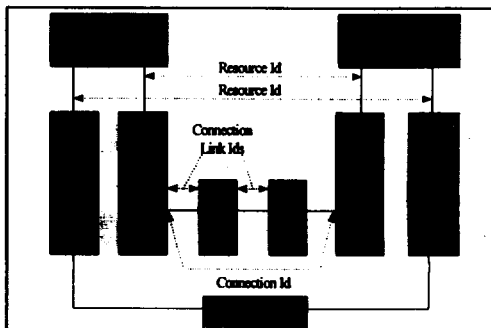 Resource Id
Resource Id
Connection
Link Ids
Connection Id